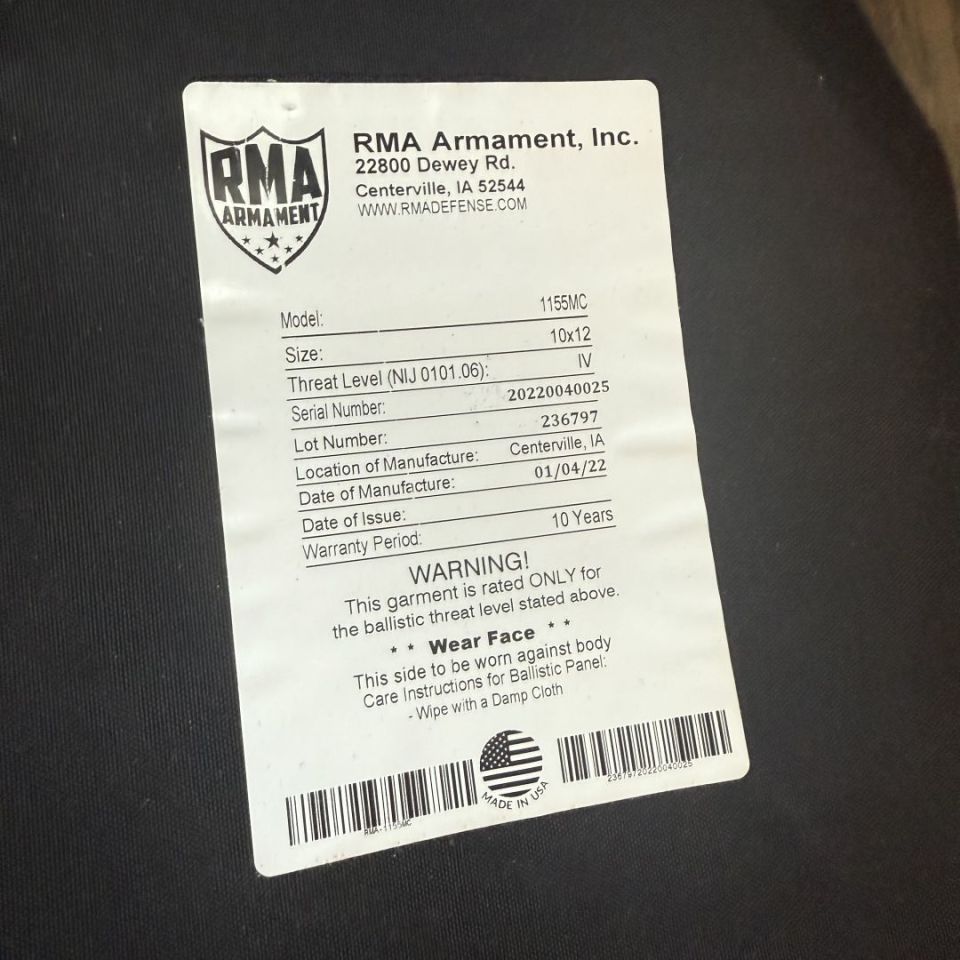 RMA
ARMAMENT
RMA Armament, Inc.
22800 Dewey Rd.
Centerville, IA 52544
WWW.RMADEFENSE.COM
Model: 1155MC
Size: 10x12
Threat Level (NIJ 0101.06): IV
Serial Number: 20220040025
Lot Number: 236797
Location of Manufacture: Centerville, IA
Date of Manufacture: 01/04/22
Date of Issue:
Warranty Period: 10 Years
WARNING!
This garment is rated ONLY for
the ballistic threat level stated above.
* * Wear Face * *
This side to be worn against body
Care Instructions for Ballistic Panel:
- Wipe with a Damp Cloth
MADE IN USA
RMA-1155MC
23679720220040025